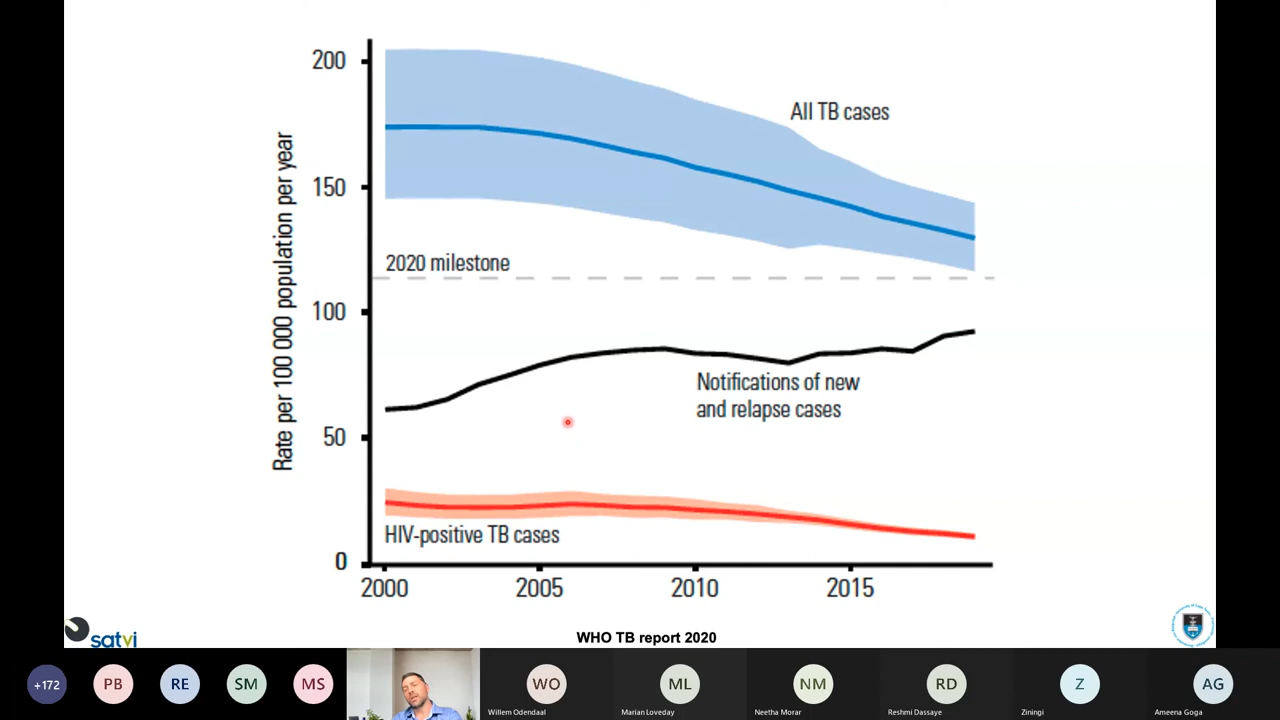 Rate per 100 000 population per year
200
150
100
50
0
All TB cases
2020 milestone
Notifications of new
and relapse cases
HIV-positive TB cases
2000
2005
2010
2015
satvi
WHO TB report 2020
+172
PB
RE
SM
MS
WO
ML
NM
RD
Z
AG
Willem Odendaal
Marian Loveday
Neetha Morar
Reshmi Dassaye
Ziningi
Ameena Goga